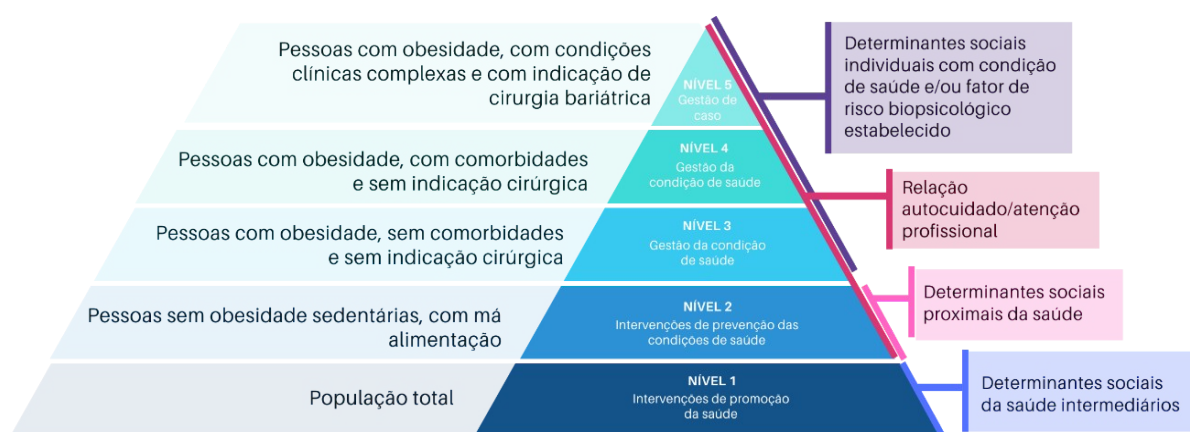 Pessoas com obesidade, com condições
clínicas complexas e com indicação de
cirurgia bariátrica
NÍVEL 5
Gestão de
caso
Determinantes sociais
individuais com condição
de saúde e/ou fator de
risco biopsicológico
estabelecido
Pessoas com obesidade, com comorbidades
e sem indicação cirúrgica
NÍVEL 4
Gestão da
condição de saúde
Relação
autocuidado/atenção
profissional
Pessoas com obesidade, sem comorbidades
e sem indicação cirúrgica
NÍVEL 3
Gestão da condição
de saúde
Pessoas sem obesidade sedentárias, com má
alimentação
NÍVEL 2
Intervenções de prevenção das
condições de saúde
Determinantes sociais
proximais da saúde
População total
NÍVEL 1
Intervenções de promoção
da saúde
Determinantes sociais
da saúde intermediários